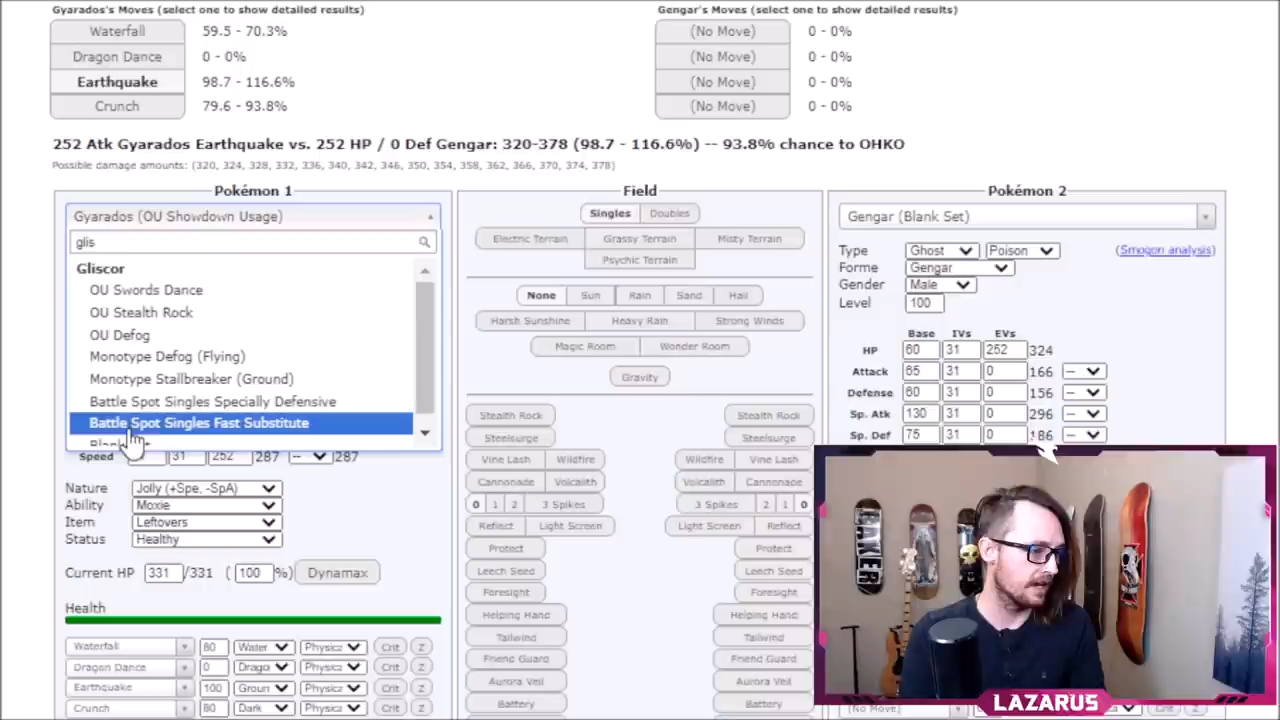 Gyarados's Moves (select one to show detailed results)
Gengar's Moves (select one to show detailed results)
Waterfall 59.5 - 70.3% (No Move) 0 - 0%
Dragon Dance 0 - 0% (No Move) 0 - 0%
Earthquake 98.7 - 116.6% (No Move) 0 - 0%
Crunch 79.6 - 93.8% (No Move) 0 - 0%
252 Atk Gyarados Earthquake vs. 252 HP / 0 Def Gengar: 320-378 (98.7 - 116.6%) -- 93.8% chance to OHKO
Possible damage amounts: (320, 324, 328, 332, 336, 340, 342, 346, 350, 354, 358, 362, 366, 370, 374, 378)
Pokémon 1
Gyarados (OU Showdown Usage)
glis
Gliscor
OU Swords Dance
OU Stealth Rock
OU Defog
Monotype Defog (Flying)
Monotype Stallbreaker (Ground)
Battle Spot Singles Specially Defensive
Battle Spot Singles Fast Substitute
Speed 31 252 287 -- 287
Nature Jolly (+Spe, -SpA)
Ability Moxie
Item Leftovers
Status Healthy
Current HP 331/331 (100%) Dynamax
Health
Waterfall 80 Water Physica Crit Z
Dragon Dance 0 Drago Physica Crit Z
Earthquake 100 Groun Physica Crit Z
Crunch 80 Dark Physica Crit Z
Field
Singles Doubles
Electric Terrain Grassy Terrain Misty Terrain
Psychic Terrain
None Sun Rain Sand Hail
Harsh Sunshine Heavy Rain Strong Winds
Magic Room Wonder Room
Gravity
Stealth Rock Stealth Rock
Steelsurge Steelsurge
Vine Lash Wildfire Wildfire Vine Lash
Cannonade Volcalith Volcalith Cannonade
0 1 2 3 Spikes 3 Spikes 2 1 0
Reflect Light Screen Light Screen Reflect
Protect Protect
Leech Seed Leech Seed
Foresight Foresight
Helping Hand Helping Hand
Tailwind Tailwind
Friend Guard Friend Guard
Aurora Veil Aurora Veil
Battery Battery
Pokémon 2
Gengar (Blank Set)
Type Ghost Poison (Smogon analysis)
Forme Gengar
Gender Male
Level 100
Base IVs EVs
HP 60 31 252 324
Attack 65 31 0 166 --
Defense 60 31 0 156 --
Sp. Atk 130 31 0 296 --
Sp. Def 75 31 0 186 --
(No Move) Crit Z
LAZARUS